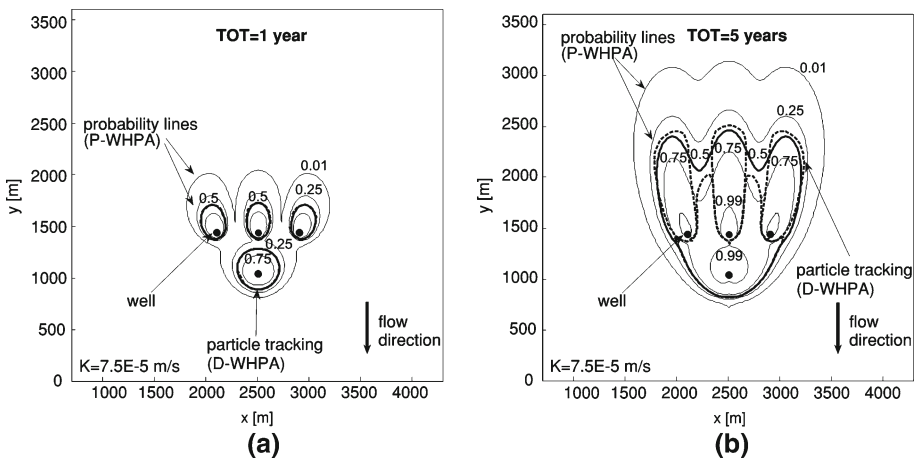 TOT=1 year
3500
3000
2500
2000
1500
1000
500
0
y [m]
probability lines
(P-WHPA)
0.01
0.5
0.5
0.25
0.25
0.75
well
particle tracking
(D-WHPA)
flow
direction
K=7.5E-5 m/s
1000 1500 2000 2500 3000 3500 4000
x [m]
(a)
TOT=5 years
3500
3000
2500
2000
1500
1000
500
0
y [m]
probability lines
(P-WHPA)
0.01
0.25
0.75 0.5 0.75 0.5 0.75
0.99
0.99
well
particle tracking
(D-WHPA)
flow
direction
K=7.5E-5 m/s
1000 1500 2000 2500 3000 3500 4000
x [m]
(b)